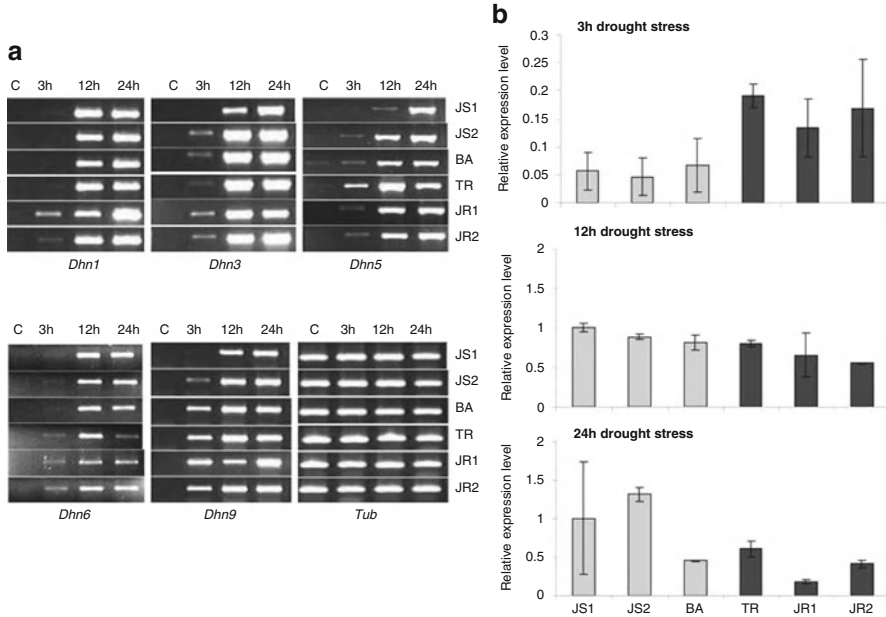 a
C 3h 12h 24h C 3h 12h 24h C 3h 12h 24h
JS1
JS2
BA
TR
JR1
JR2
Dhn1 Dhn3 Dhn5
C 3h 12h 24h C 3h 12h 24h C 3h 12h 24h
JS1
JS2
BA
TR
JR1
JR2
Dhn6 Dhn9 Tub
b
3h drought stress
Relative expression level
0.3
0.25
0.2
0.15
0.1
0.05
0
12h drought stress
Relative expression level
2
1.5
1
0.5
0
24h drought stress
Relative expression level
2
1.5
1
0.5
0
JS1 JS2 BA TR JR1 JR2